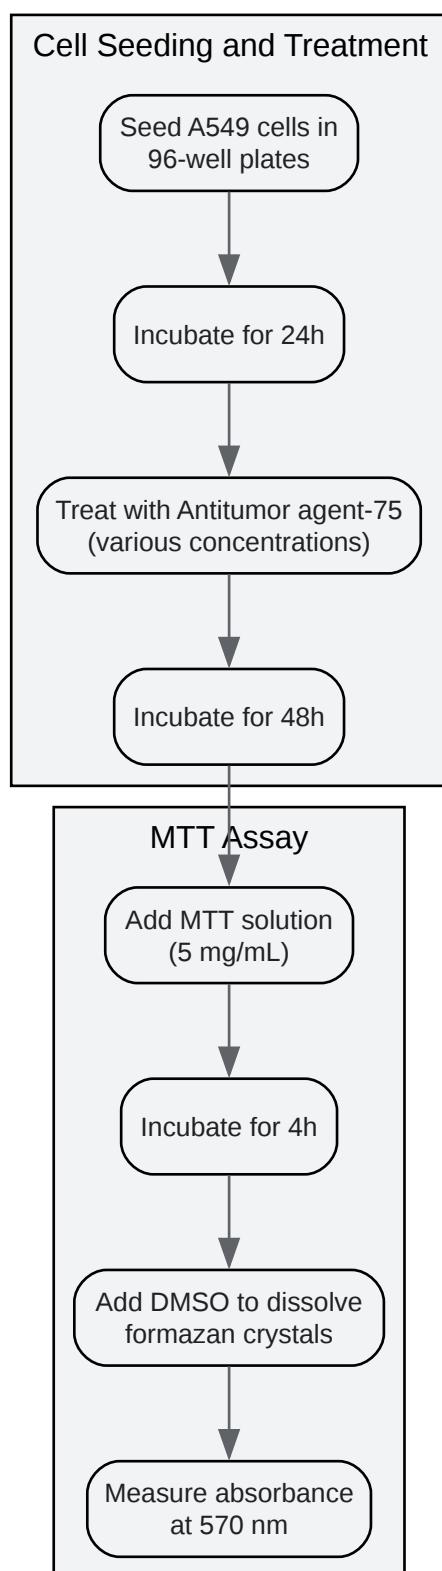 Cell Seeding and Treatment
Seed A549 cells in
96-well plates
Incubate for 24h
Treat with Antitumor agent-75
(various concentrations)
Incubate for 48h
MTT Assay
Add MTT solution
(5 mg/mL)
Incubate for 4h
Add DMSO to dissolve
formazan crystals
Measure absorbance
at 570 nm